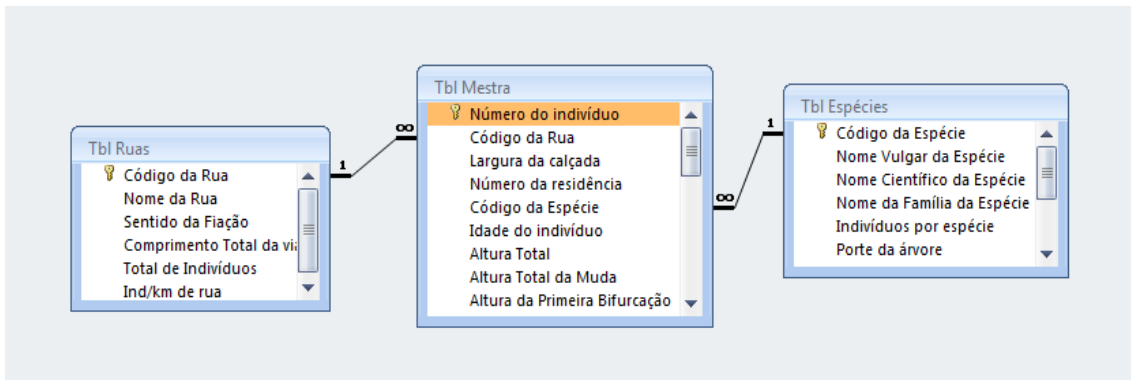 Tbl Ruas
Código da Rua
Nome da Rua
Sentido da Fiação
Comprimento Total da via
Total de Indivíduos
Ind/km de rua
1
∞
Tbl Mestra
Número do indivíduo
Código da Rua
Largura da calçada
Número da residência
Código da Espécie
Idade do indivíduo
Altura Total
Altura Total da Muda
Altura da Primeira Bifurcação
∞
1
Tbl Espécies
Código da Espécie
Nome Vulgar da Espécie
Nome Científico da Espécie
Nome da Família da Espécie
Indivíduos por espécie
Porte da árvore